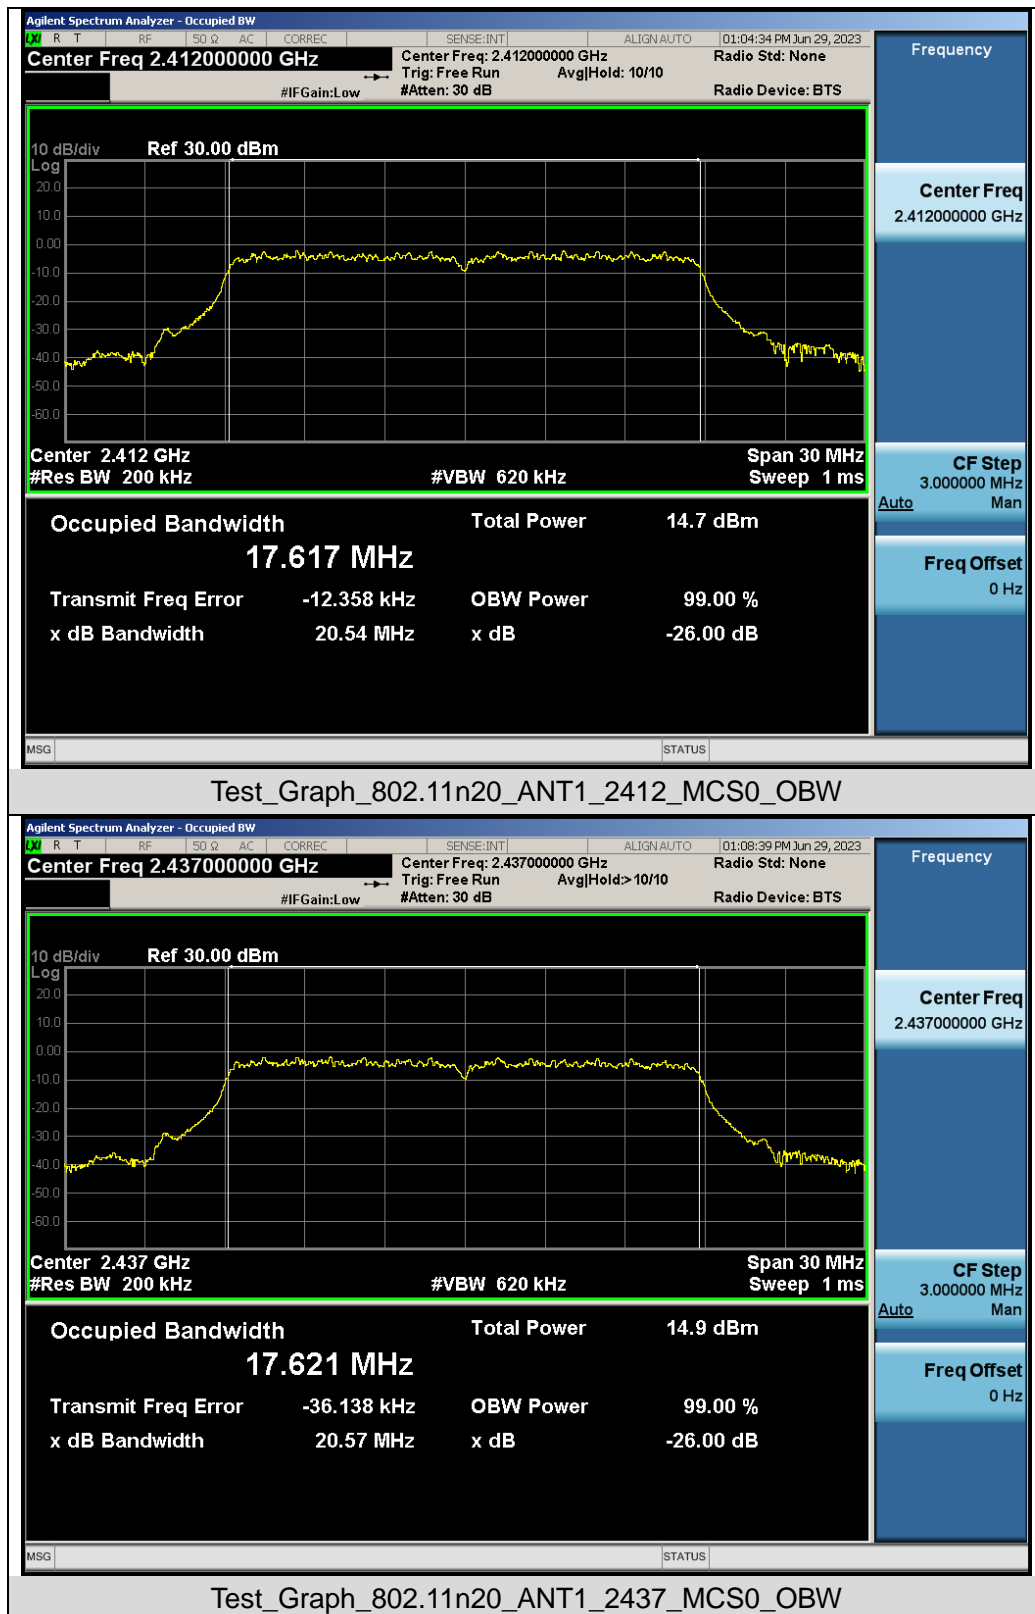 Agilent Spectrum Analyzer - Occupied BW
LXI R T RF 50 Ω AC CORREC SENSE:INT ALIGN AUTO 01:04:34 PM Jun 29, 2023
Center Freq 2.412000000 GHz Center Freq: 2.412000000 GHz Radio Std: None
Trig: Free Run Avg|Hold: 10/10
#IFGain:Low #Atten: 30 dB Radio Device: BTS
Frequency
10 dB/div Ref 30.00 dBm
Log
20.0
10.0
0.00
-10.0
-20.0
-30.0
-40.0
-50.0
-60.0
Center 2.412 GHz Span 30 MHz
#Res BW 200 kHz #VBW 620 kHz Sweep 1 ms
Center Freq
2.412000000 GHz
CF Step
3.000000 MHz
Auto Man
Freq Offset
0 Hz
Occupied Bandwidth Total Power 14.7 dBm
17.617 MHz
Transmit Freq Error -12.358 kHz OBW Power 99.00 %
x dB Bandwidth 20.54 MHz x dB -26.00 dB
MSG STATUS
Test_Graph_802.11n20_ANT1_2412_MCS0_OBW
Agilent Spectrum Analyzer - Occupied BW
LXI R T RF 50 Ω AC CORREC SENSE:INT ALIGN AUTO 01:08:39 PM Jun 29, 2023
Center Freq 2.437000000 GHz Center Freq: 2.437000000 GHz Radio Std: None
Trig: Free Run Avg|Hold:>10/10
#IFGain:Low #Atten: 30 dB Radio Device: BTS
Frequency
10 dB/div Ref 30.00 dBm
Log
20.0
10.0
0.00
-10.0
-20.0
-30.0
-40.0
-50.0
-60.0
Center 2.437 GHz Span 30 MHz
#Res BW 200 kHz #VBW 620 kHz Sweep 1 ms
Center Freq
2.437000000 GHz
CF Step
3.000000 MHz
Auto Man
Freq Offset
0 Hz
Occupied Bandwidth Total Power 14.9 dBm
17.621 MHz
Transmit Freq Error -36.138 kHz OBW Power 99.00 %
x dB Bandwidth 20.57 MHz x dB -26.00 dB
MSG STATUS
Test_Graph_802.11n20_ANT1_2437_MCS0_OBW